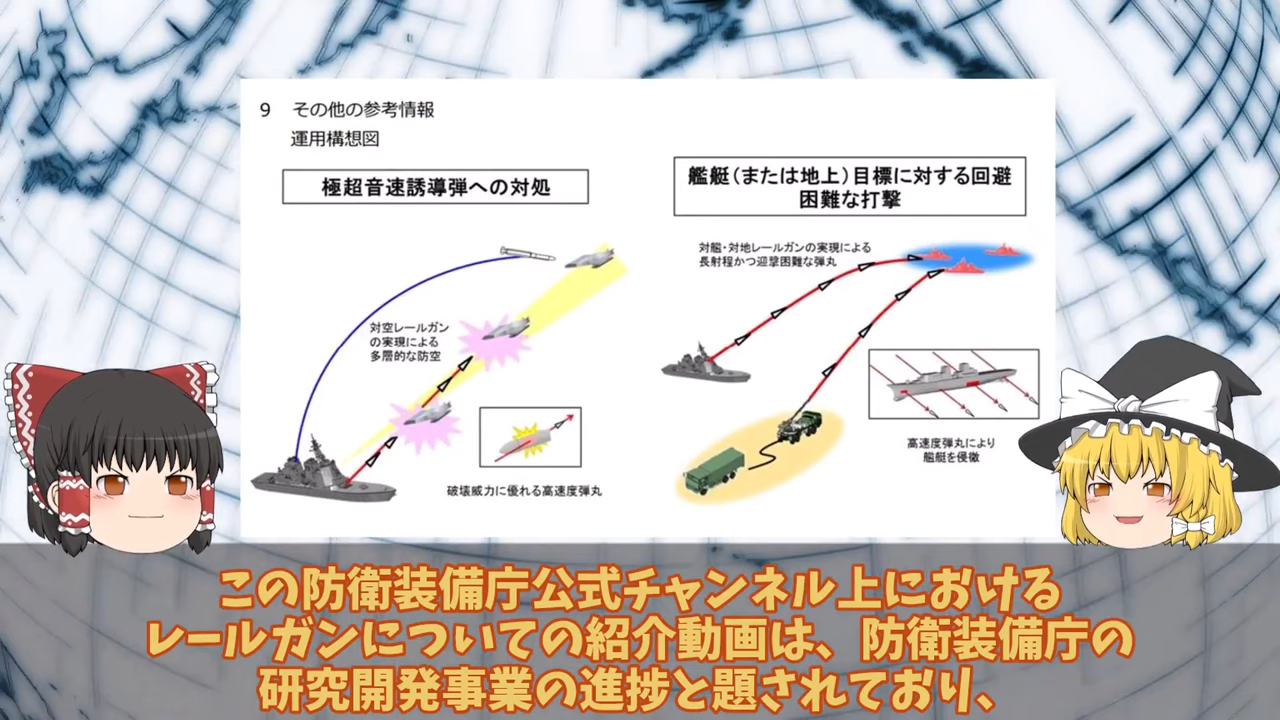 9 その他の参考情報
運用構想図
極超音速誘導弾への対処
対空レールガン
の実現による
多層的な防空
破壊威力に優れる高速度弾丸
艦艇(または地上)目標に対する回避
困難な打撃
対艦・対地レールガンの実現による
長射程かつ迎撃困難な弾丸
高速度弾丸により
艦艇を侵徹
この防衛装備庁公式チャンネル上における
レールガンについての紹介動画は、防衛装備庁の
研究開発事業の進捗と題されており、